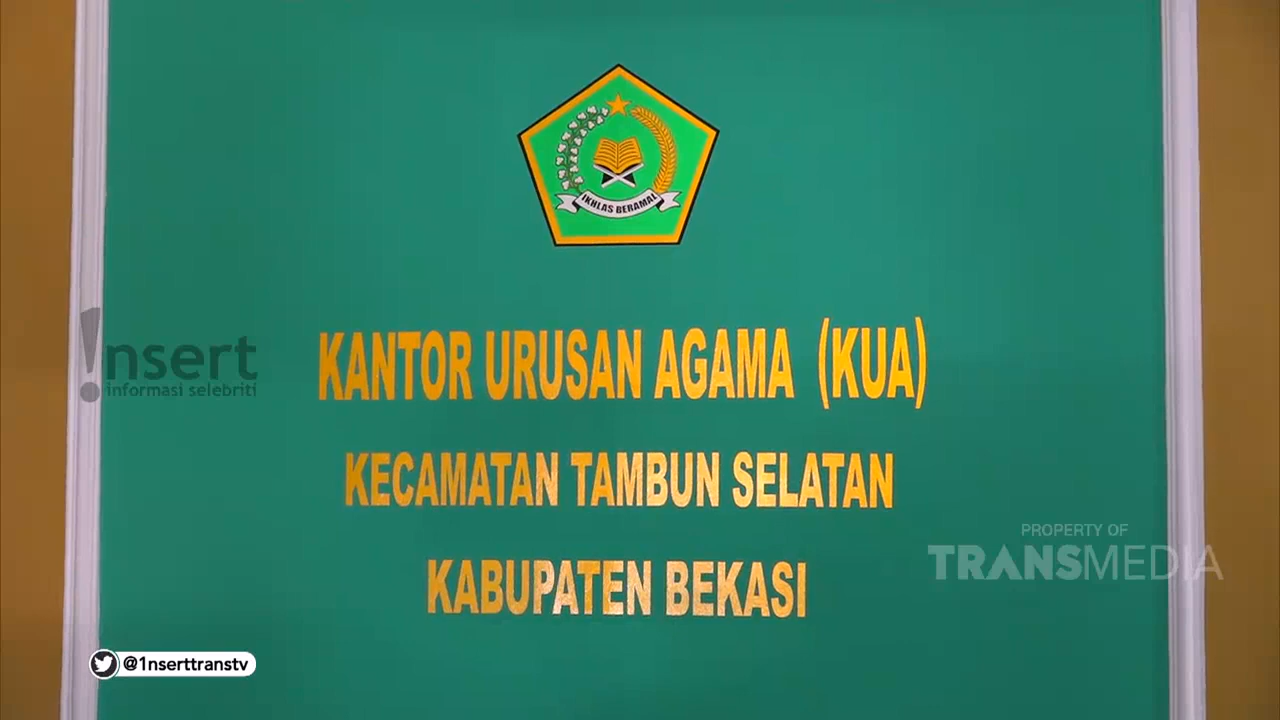 IKHLAS BERAMAL
KANTOR URUSAN AGAMA (KUA)
!nsert
informasi selebriti
KECAMATAN TAMBUN SELATAN
PROPERTY OF
TRANSMEDIA
KABUPATEN BEKASI
@1nserttranstv